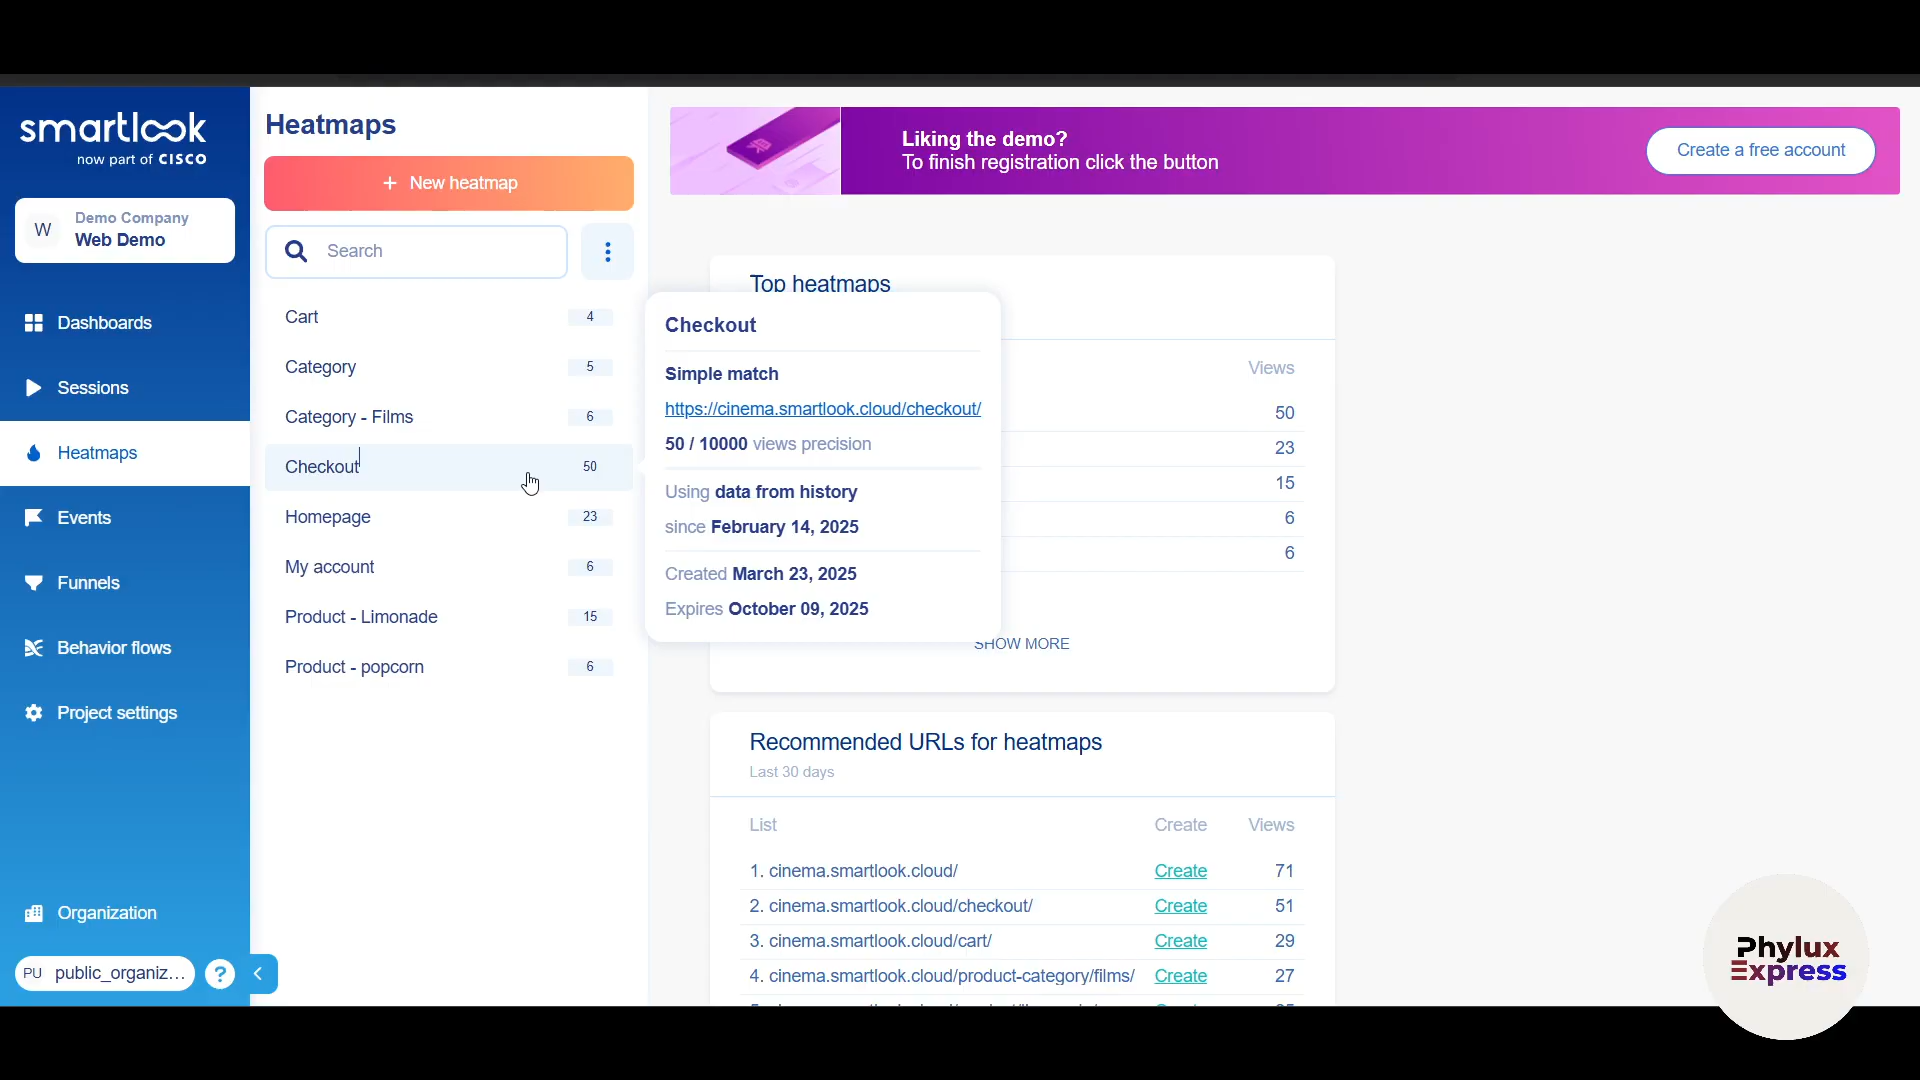 smartlook
now part of CISCO
W
Demo Company
Web Demo
Dashboards
Sessions
Heatmaps
Events
Funnels
Behavior flows
Project settings
Organization
PU public_organiz...
?
Heatmaps
+ New heatmap
Search
Cart 4
Category 5
Category - Films 6
Checkout 50
Homepage 23
My account 6
Product - Limonade 15
Product - popcorn 6
Liking the demo?
To finish registration click the button
Create a free account
Top heatmaps
Views
50
23
15
6
6
SHOW MORE
Checkout
Simple match
https://cinema.smartlook.cloud/checkout/
50 / 10000 views precision
Using data from history
since February 14, 2025
Created March 23, 2025
Expires October 09, 2025
Recommended URLs for heatmaps
Last 30 days
List Create Views
1. cinema.smartlook.cloud/ Create 71
2. cinema.smartlook.cloud/checkout/ Create 51
3. cinema.smartlook.cloud/cart/ Create 29
4. cinema.smartlook.cloud/product-category/films/ Create 27
Phylux
Express